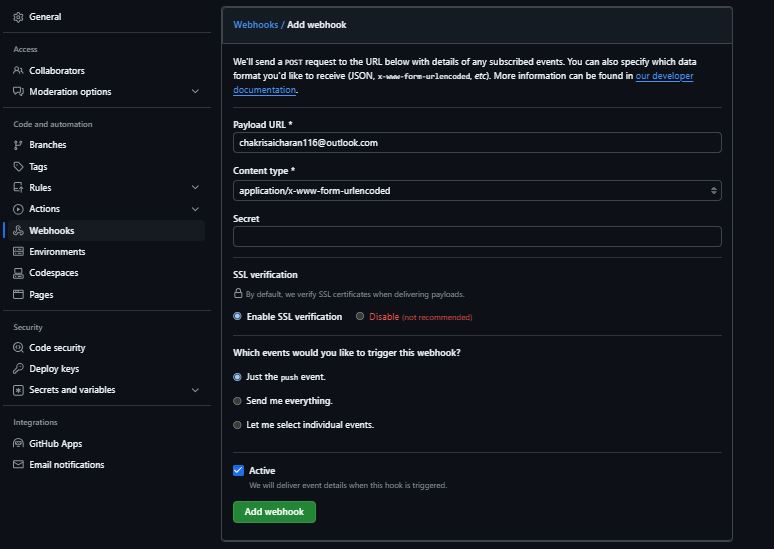 General
Access
Collaborators
Moderation options
Code and automation
Branches
Tags
Rules
Actions
Webhooks
Environments
Codespaces
Pages
Security
Code security
Deploy keys
Secrets and variables
Integrations
GitHub Apps
Email notifications
Webhooks / Add webhook
We'll send a POST request to the URL below with details of any subscribed events. You can also specify which data
format you'd like to receive (JSON, x-www-form-urlencoded, etc). More information can be found in our developer
documentation.
Payload URL *
chakrisaicharan116@outlook.com
Content type *
application/x-www-form-urlencoded
Secret
SSL verification
By default, we verify SSL certificates when delivering payloads.
Enable SSL verification Disable (not recommended)
Which events would you like to trigger this webhook?
Just the push event.
Send me everything.
Let me select individual events.
Active
We will deliver event details when this hook is triggered.
Add webhook